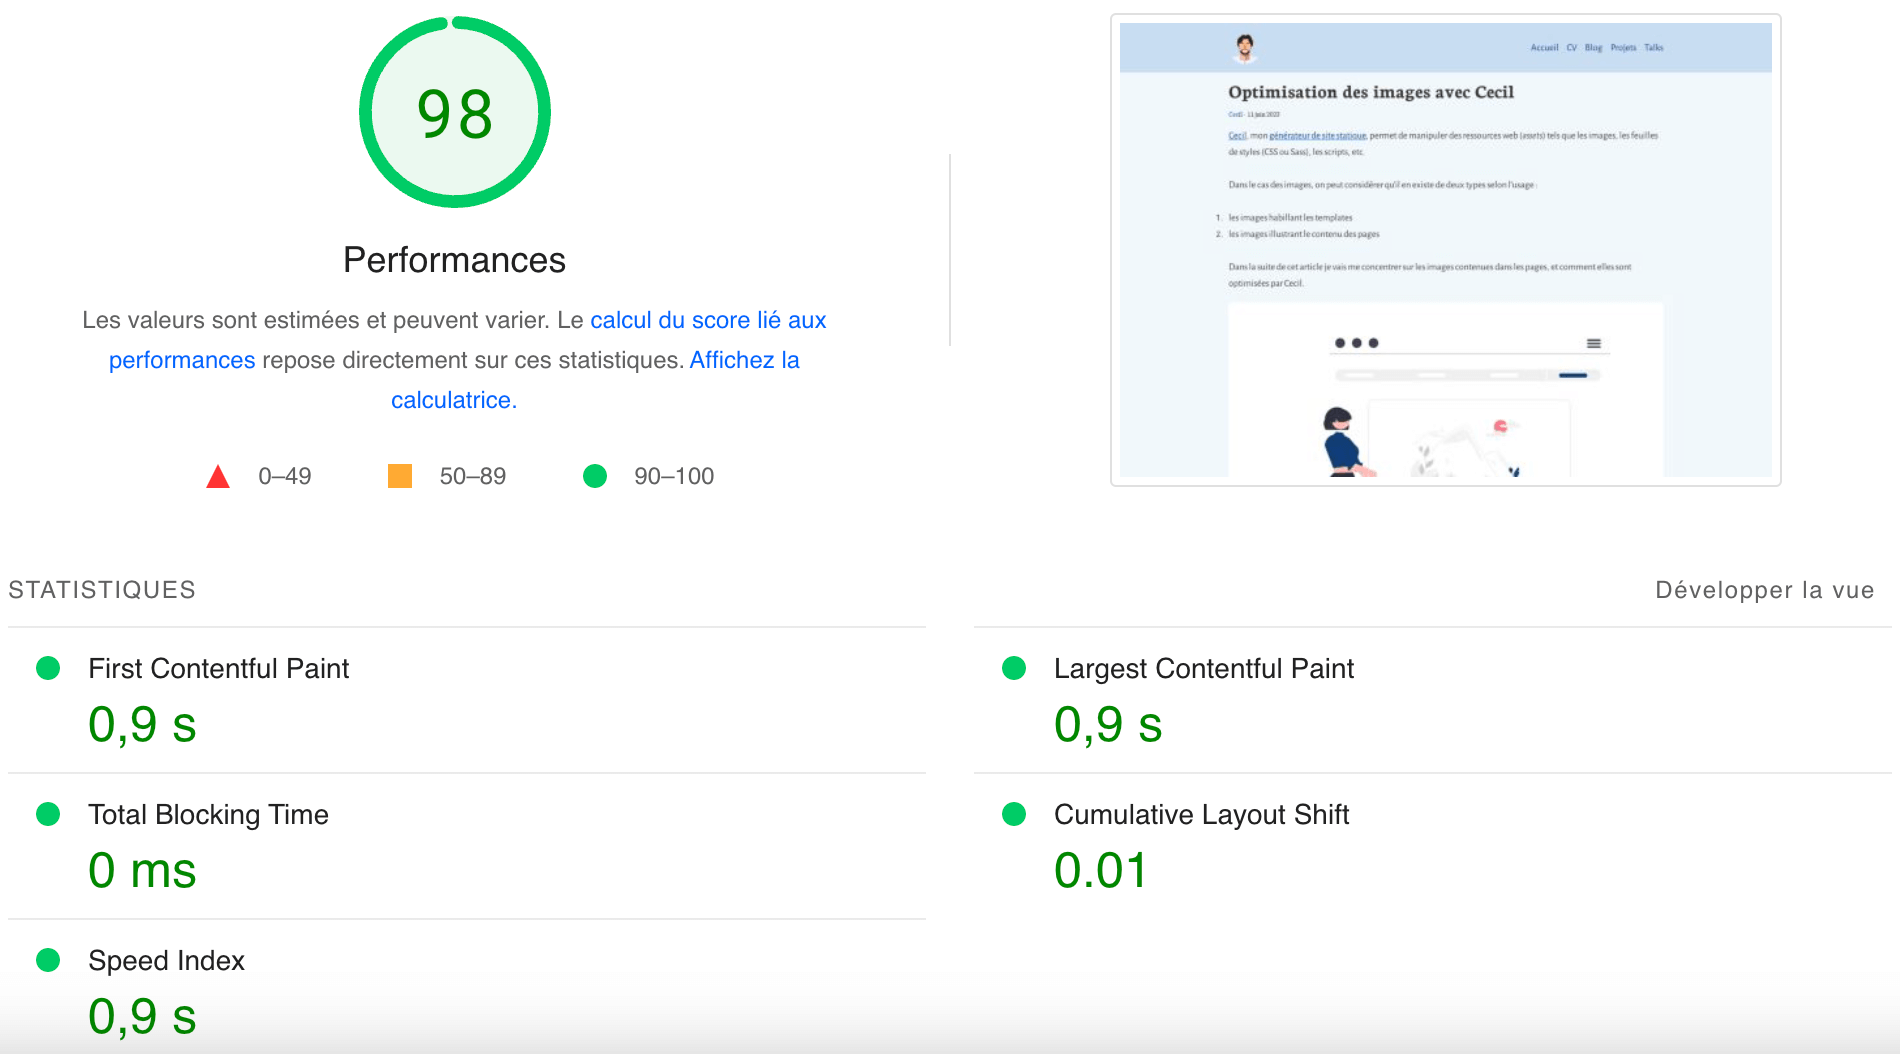 98
Performances
Les valeurs sont estimées et peuvent varier. Le calcul du score lié aux
performances repose directement sur ces statistiques. Affichez la
calculatrice.
0–49
50–89
90–100
Accueil CV Blog Projets Talks
Optimisation des images avec Cecil
Cecil · 11 juin 2022
Cecil, mon générateur de site statique, permet de manipuler des ressources web (assets) tels que les images, les feuilles
de styles (CSS ou Sass), les scripts, etc.
Dans le cas des images, on peut considérer qu'il en existe de deux types selon l'usage :
1. les images habillant les templates
2. les images illustrant le contenu des pages
Dans la suite de cet article je vais me concentrer sur les images contenues dans les pages, et comment elles sont
optimisées par Cecil.
STATISTIQUES
Développer la vue
First Contentful Paint
0,9 s
Largest Contentful Paint
0,9 s
Total Blocking Time
0 ms
Cumulative Layout Shift
0.01
Speed Index
0,9 s